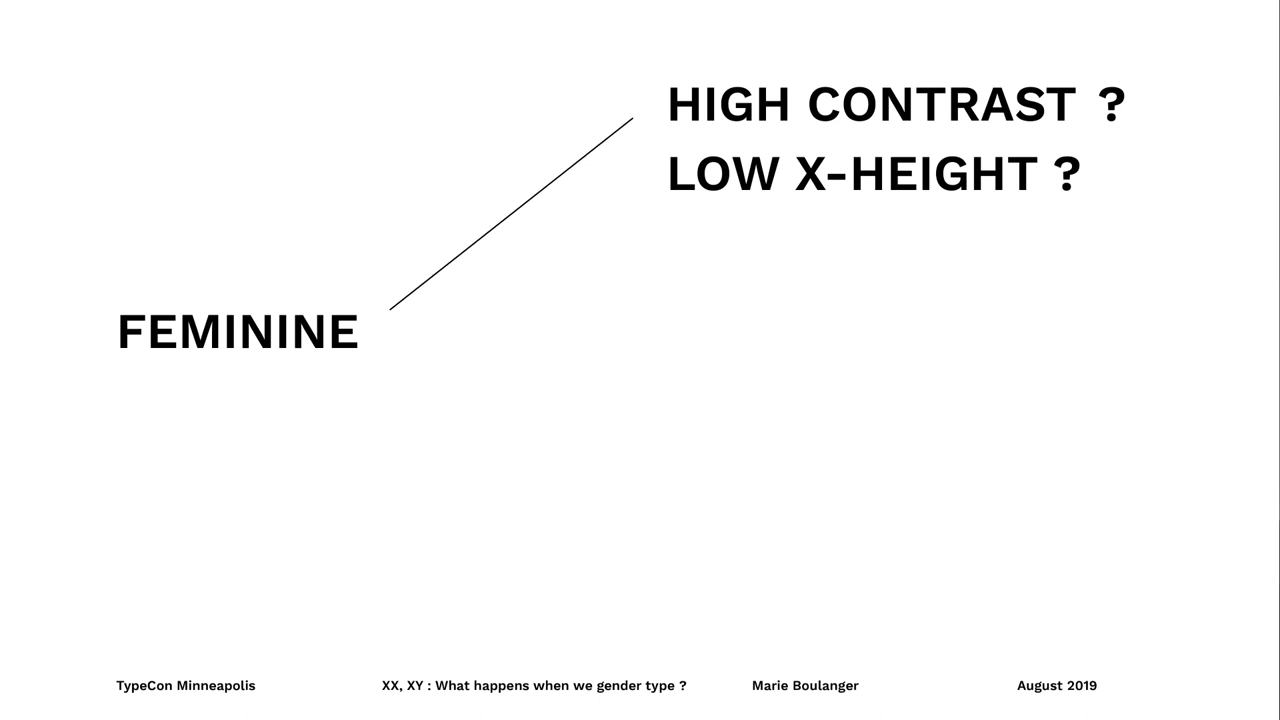 HIGH CONTRAST ?
LOW X-HEIGHT ?
FEMININE
TypeCon Minneapolis
XX, XY : What happens when we gender type ?
Marie Boulanger
August 2019